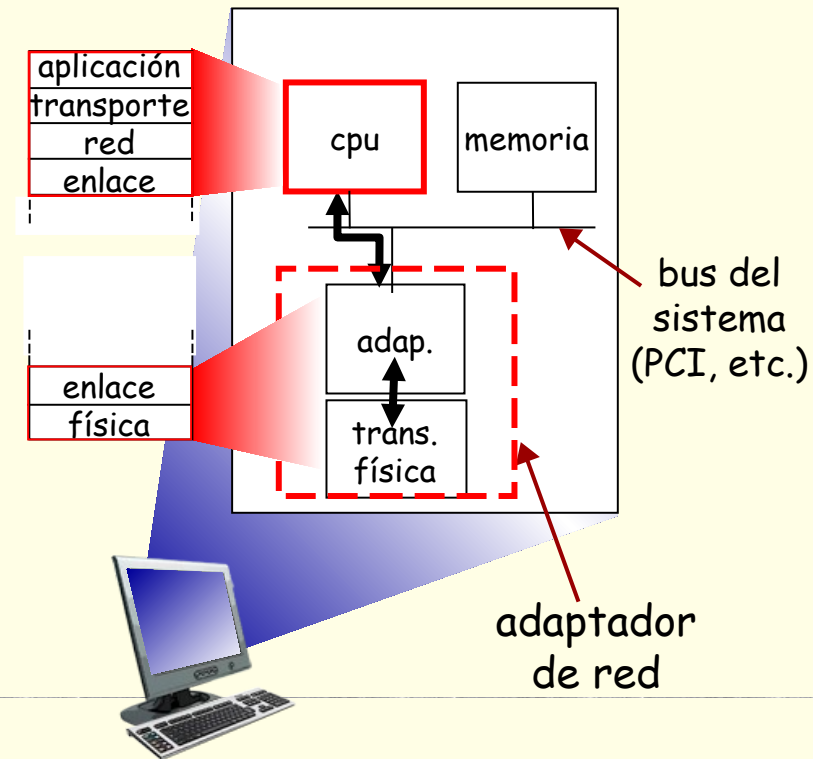 aplicación
transporte
red
enlace
cpu
memoria
bus del
sistema
(PCI, etc.)
adap.
enlace
física
trans.
física
adaptador
de red